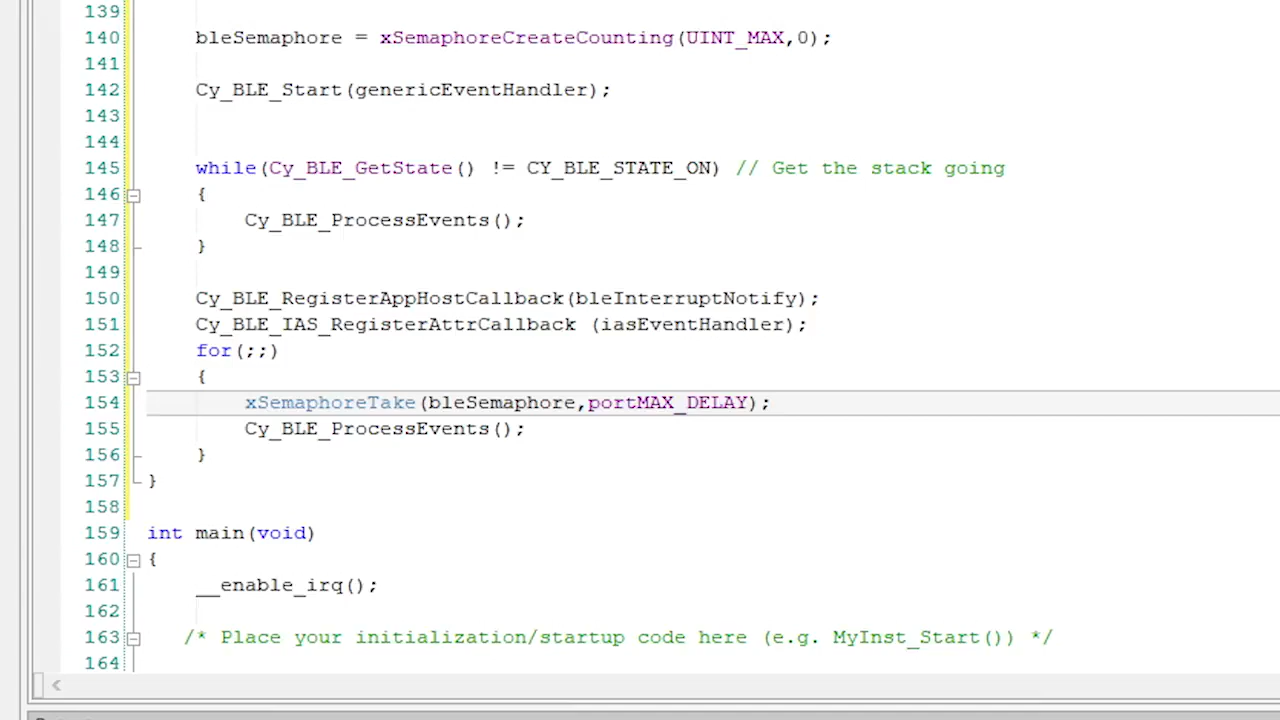 139
140 bleSemaphore = xSemaphoreCreateCounting(UINT_MAX,0);
141
142 Cy_BLE_Start(genericEventHandler);
143
144
145 while(Cy_BLE_GetState() != CY_BLE_STATE_ON) // Get the stack going
146 {
147 Cy_BLE_ProcessEvents();
148 }
149
150 Cy_BLE_RegisterAppHostCallback(bleInterruptNotify);
151 Cy_BLE_IAS_RegisterAttrCallback (iasEventHandler);
152 for(;;)
153 {
154 xSemaphoreTake(bleSemaphore,portMAX_DELAY);
155 Cy_BLE_ProcessEvents();
156 }
157 }
158
159 int main(void)
160 {
161 __enable_irq();
162
163 /* Place your initialization/startup code here (e.g. MyInst_Start()) */
164